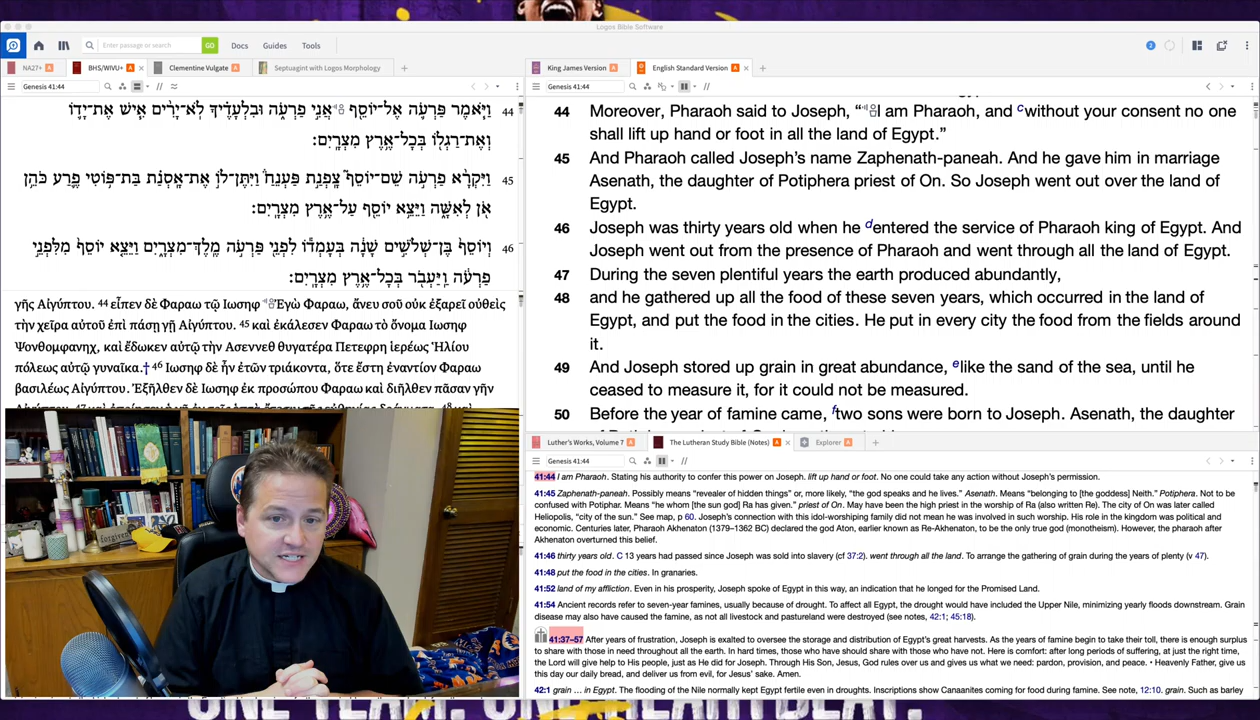 Logos Bible Software
Enter passage or search GO Docs Guides Tools 2
NA27+ A BHS/WIVU+ A Clementine Vulgate A Septuagint with Logos Morphology
Genesis 41:44
44 וַיֹּ֧אמֶר פַּרְעֹ֛ה אֶל־יוֹסֵ֖ף אֲנִ֣י פַרְעֹ֑ה וּבִלְעָדֶ֗יךָ לֹֽא־יָרִ֨ים אִ֧ישׁ אֶת־יָד֛וֹ
וְאֶת־רַגְל֖וֹ בְּכָל־אֶ֥רֶץ מִצְרָֽיִם׃
45 וַיִּקְרָ֨א פַרְעֹ֣ה שֵׁם־יוֹסֵף֮ צָֽפְנַ֣ת פַּעְנֵחַ֒ וַיִּתֶּן־ל֣וֹ אֶת־אָֽסְנַ֗ת בַּת־פּ֥וֹטִי פֶ֛רַע כֹּהֵ֥ן
אֹ֖ן לְאִשָּׁ֑ה וַיֵּצֵ֥א יוֹסֵ֖ף עַל־אֶ֥רֶץ מִצְרָֽיִם׃
46 וְיוֹסֵף֙ בֶּן־שְׁלֹשִׁ֣ים שָׁנָ֔ה בְּעָמְד֕וֹ לִפְנֵ֖י פַּרְעֹ֣ה מֶֽלֶךְ־מִצְרָ֑יִם וַיֵּצֵ֤א יוֹסֵף֙ מִלִּפְנֵ֣י
פַרְעֹ֔ה וַֽיַּעְבֹ֖ר בְּכָל־אֶ֥רֶץ מִצְרָֽיִם׃
γῆς Αἰγύπτου. 44 εἶπεν δὲ Φαραω τῷ Ιωσηφ Ἐγὼ Φαραω, ἄνευ σοῦ οὐκ ἐξαρεῖ οὐθεὶς
τὴν χεῖρα αὐτοῦ ἐπὶ πάσῃ γῇ Αἰγύπτου. 45 καὶ ἐκάλεσεν Φαραω τὸ ὄνομα Ιωσηφ
Ψονθομφανηχ, καὶ ἔδωκεν αὐτῷ τὴν Ασεννεθ θυγατέρα Πετεφρη ἱερέως Ἡλίου
πόλεως αὐτῷ γυναῖκα.† 46 Ιωσηφ δὲ ἦν ἐτῶν τριάκοντα, ὅτε ἔστη ἐναντίον Φαραω
βασιλέως Αἰγύπτου. Ἐξῆλθεν δὲ Ιωσηφ ἐκ προσώπου Φαραω καὶ διῆλθεν πᾶσαν γῆν
King James Version A English Standard Version A
Genesis 41:44
44 Moreover, Pharaoh said to Joseph, “I am Pharaoh, and cwithout your consent no one
shall lift up hand or foot in all the land of Egypt.”
45 And Pharaoh called Joseph’s name Zaphenath-paneah. And he gave him in marriage
Asenath, the daughter of Potiphera priest of On. So Joseph went out over the land of
Egypt.
46 Joseph was thirty years old when he dentered the service of Pharaoh king of Egypt. And
Joseph went out from the presence of Pharaoh and went through all the land of Egypt.
47 During the seven plentiful years the earth produced abundantly,
48 and he gathered up all the food of these seven years, which occurred in the land of
Egypt, and put the food in the cities. He put in every city the food from the fields around
it.
49 And Joseph stored up grain in great abundance, elike the sand of the sea, until he
ceased to measure it, for it could not be measured.
50 Before the year of famine came, ftwo sons were born to Joseph. Asenath, the daughter
Luther's Works, Volume 7 A The Lutheran Study Bible (Notes) A Explorer A
Genesis 41:44
41:44 I am Pharaoh. Stating his authority to confer this power on Joseph. lift up hand or foot. No one could take any action without Joseph’s permission.
41:45 Zaphenath-paneah. Possibly means “revealer of hidden things” or, more likely, “the god speaks and he lives.” Asenath. Means “belonging to [the goddess] Neith.” Potiphera. Not to be
confused with Potiphar. Means “he whom [the sun god] Ra has given.” priest of On. May have been the high priest in the worship of Ra (also written Re). The city of On was later called
Heliopolis, “city of the sun.” See map, p 60. Joseph’s connection with this idol-worshiping family did not mean he was involved in such worship. His role in the kingdom was political and
economic. Centuries later, Pharaoh Akhenaton (1379–1362 BC) declared the god Aton, earlier known as Re-Akhenaton, to be the only true god (monotheism). However, the pharaoh after
Akhenaton overturned this belief.
41:46 thirty years old. C 13 years had passed since Joseph was sold into slavery (cf 37:2). went through all the land. To arrange the gathering of grain during the years of plenty (v 47).
41:48 put the food in the cities. In granaries.
41:52 land of my affliction. Even in his prosperity, Joseph spoke of Egypt in this way, an indication that he longed for the Promised Land.
41:54 Ancient records refer to seven-year famines, usually because of drought. To affect all Egypt, the drought would have included the Upper Nile, minimizing yearly floods downstream. Grain
disease may also have caused the famine, as not all livestock and pastureland were destroyed (see notes, 42:1; 45:18).
41:37–57 After years of frustration, Joseph is exalted to oversee the storage and distribution of Egypt’s great harvests. As the years of famine begin to take their toll, there is enough surplus
to share with those in need throughout all the earth. In hard times, those who have should share with those who have not. Here is comfort: after long periods of suffering, at just the right time,
the Lord will give help to His people, just as He did for Joseph. Through His Son, Jesus, God rules over us and gives us what we need: pardon, provision, and peace. • Heavenly Father, give us
this day our daily bread, and deliver us from evil, for Jesus’ sake. Amen.
42:1 grain … in Egypt. The flooding of the Nile normally kept Egypt fertile even in droughts. Inscriptions show Canaanites coming for food during famine. See note, 12:10. grain. Such as barley
forgiven
ONE TEAM. ONE HEARTBEAT.